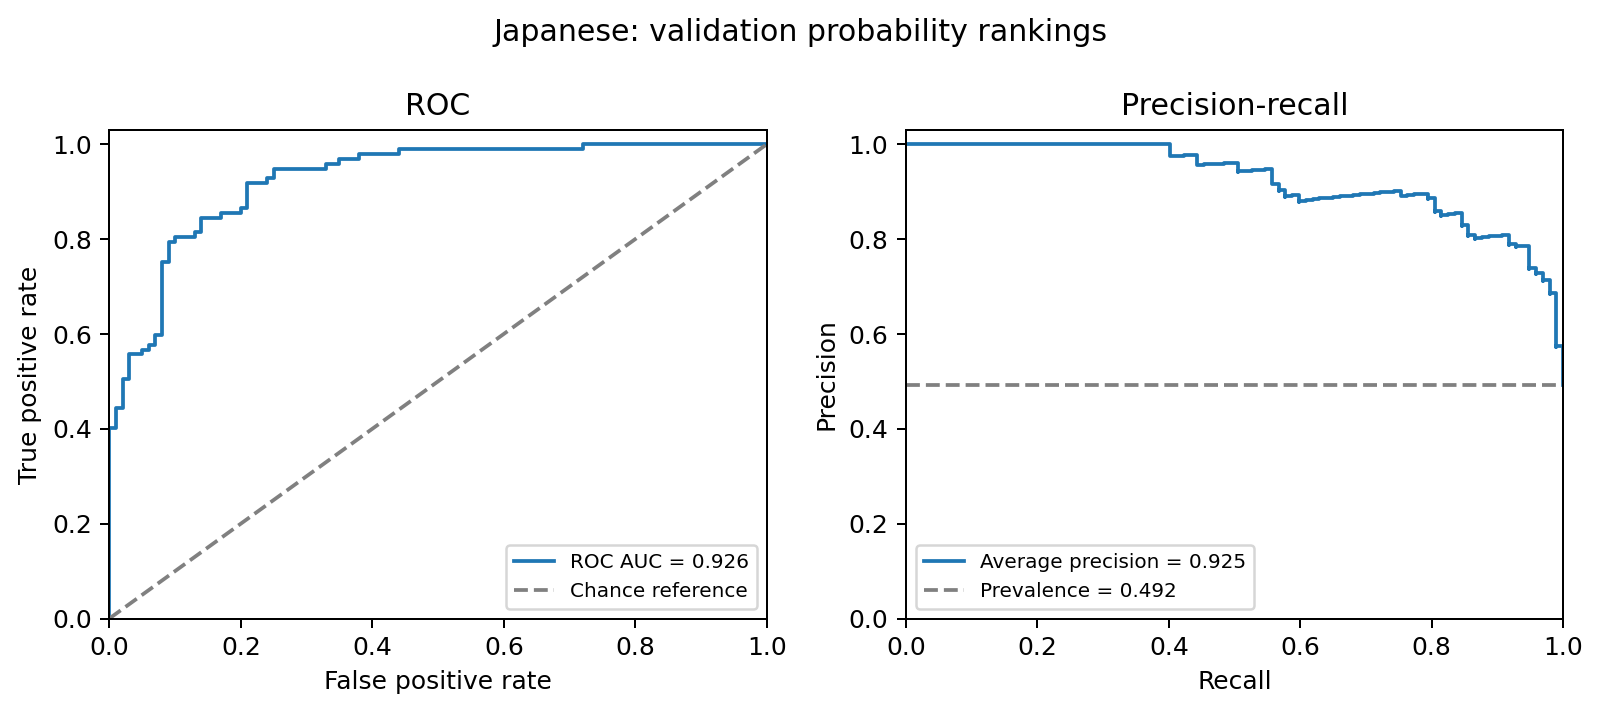 Japanese: validation probability rankings
ROC
1.0
0.8
0.6
0.4
0.2
0.0
True positive rate
0.0 0.2 0.4 0.6 0.8 1.0
False positive rate
ROC AUC = 0.926
Chance reference
Precision-recall
1.0
0.8
0.6
0.4
0.2
0.0
Precision
0.0 0.2 0.4 0.6 0.8 1.0
Recall
Average precision = 0.925
Prevalence = 0.492